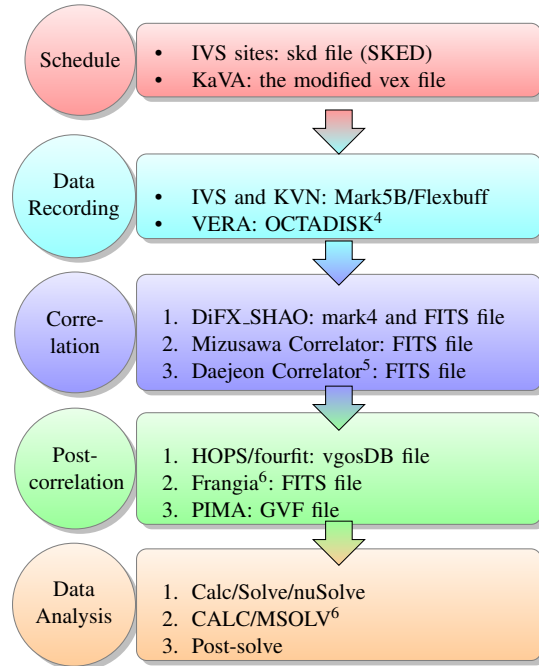 Schedule
• IVS sites: skd file (SKED)
• KaVA: the modified vex file
Data
Recording
• IVS and KVN: Mark5B/Flexbuff
• VERA: OCTADISK⁴
Corre-
lation
1. DiFX_SHAO: mark4 and FITS file
2. Mizusawa Correlator: FITS file
3. Daejeon Correlator⁵: FITS file
Post-
correlation
1. HOPS/fourfit: vgosDB file
2. Frangia⁶: FITS file
3. PIMA: GVF file
Data
Analysis
1. Calc/Solve/nuSolve
2. CALC/MSOLV⁶
3. Post-solve